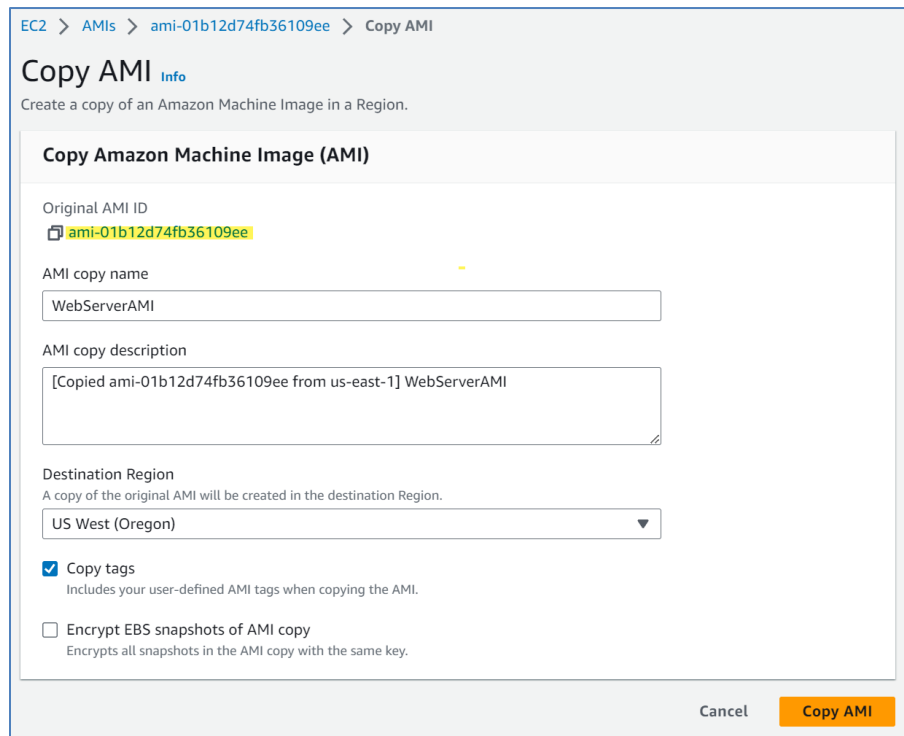 EC2 > AMIs > ami-01b12d74fb36109ee > Copy AMI
Copy AMI Info
Create a copy of an Amazon Machine Image in a Region.
Copy Amazon Machine Image (AMI)
Original AMI ID
ami-01b12d74fb36109ee
AMI copy name
WebServerAMI
AMI copy description
[Copied ami-01b12d74fb36109ee from us-east-1] WebServerAMI
Destination Region
A copy of the original AMI will be created in the destination Region.
US West (Oregon)
Copy tags
Includes your user-defined AMI tags when copying the AMI.
Encrypt EBS snapshots of AMI copy
Encrypts all snapshots in the AMI copy with the same key.
Cancel Copy AMI